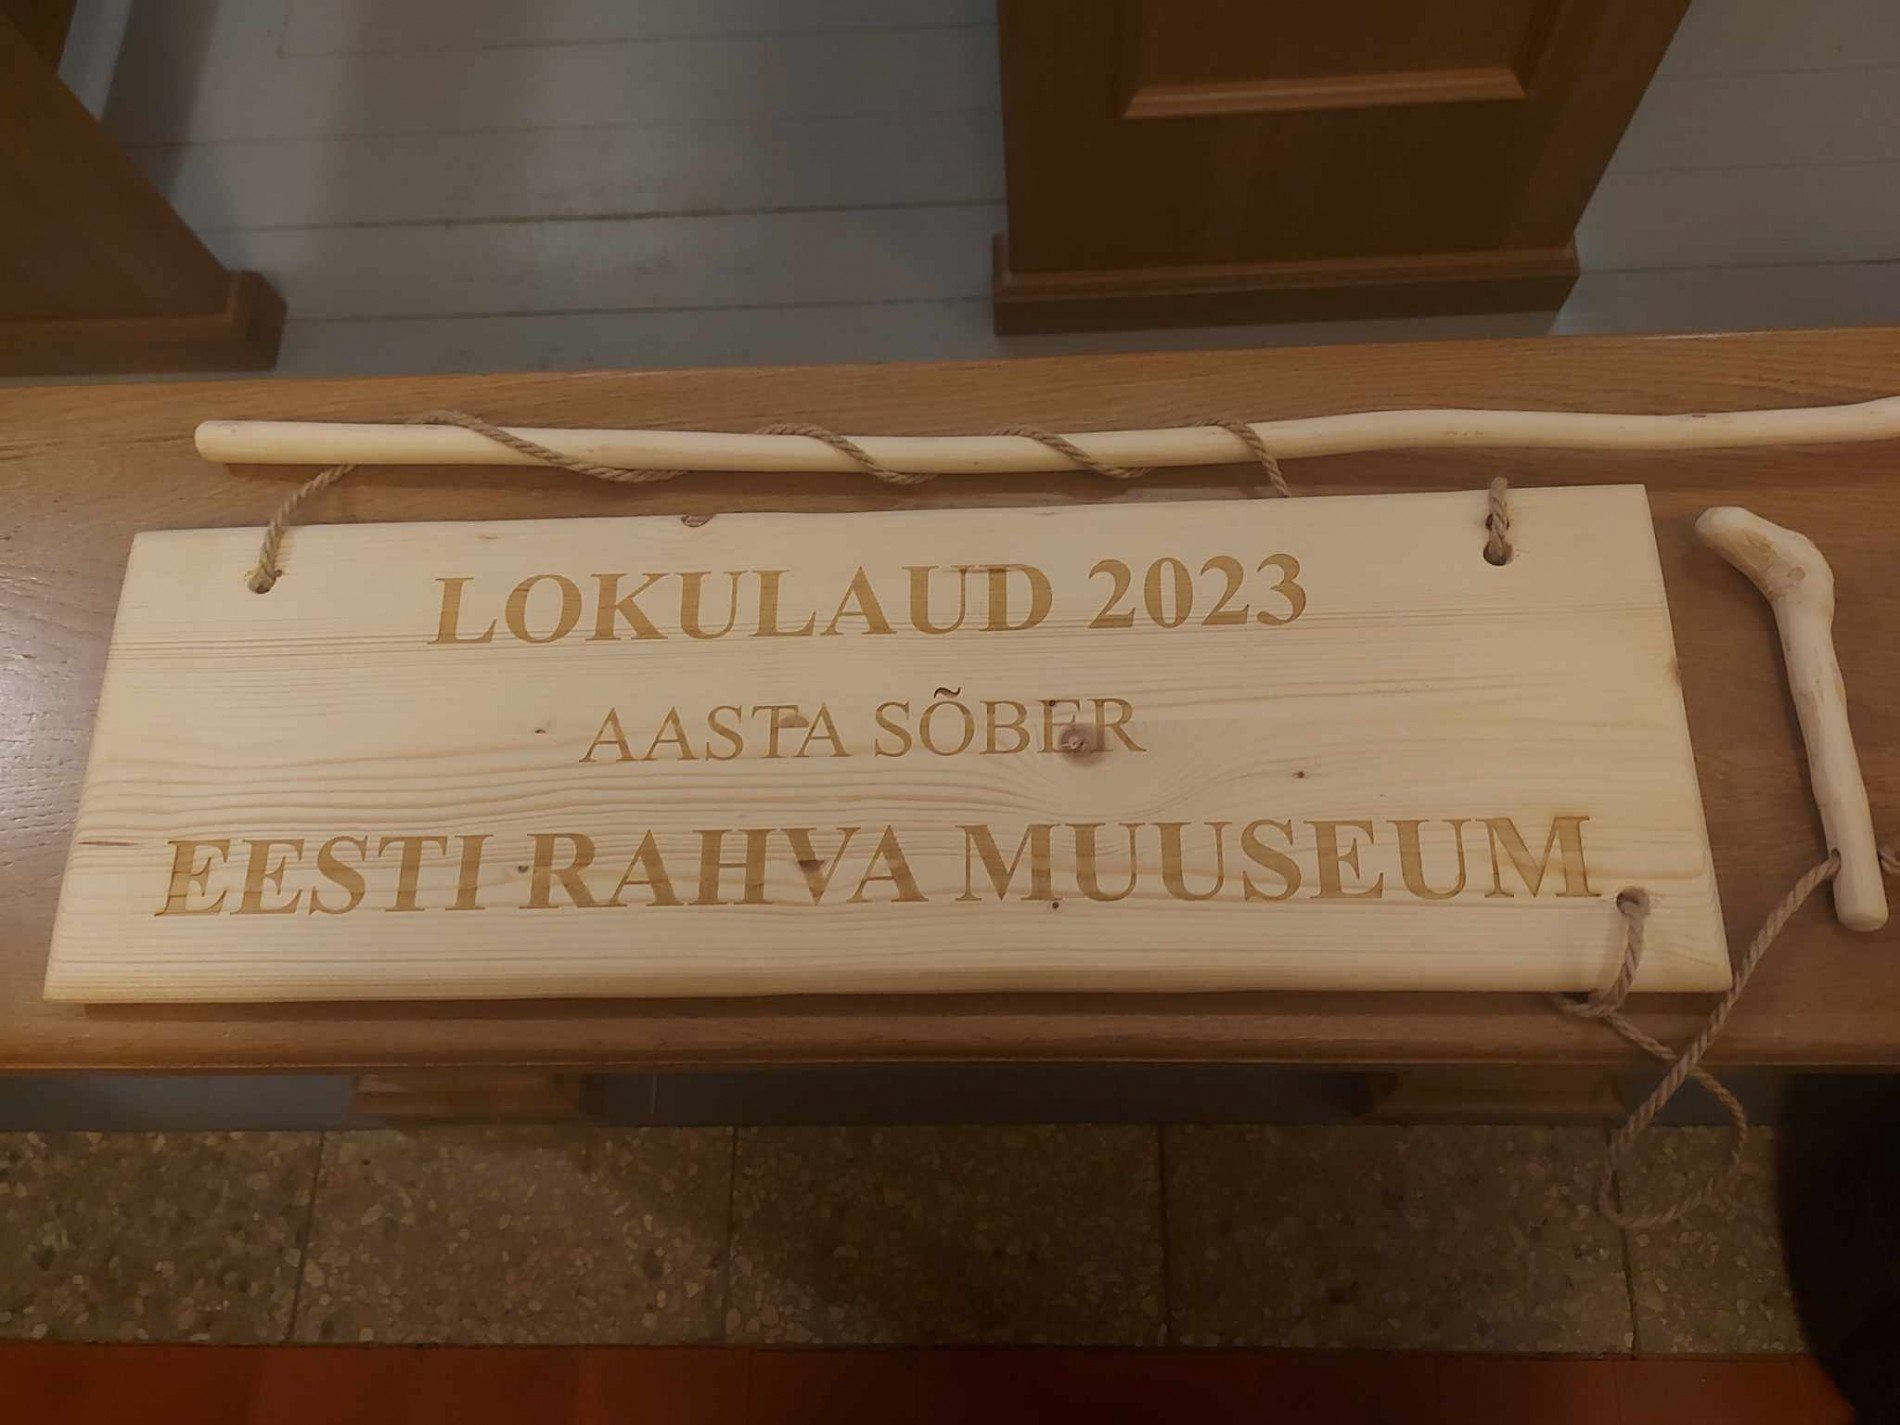 LOKULAUD 2023
AASTA SÕBER
EESTI RAHVA MUUSEUM